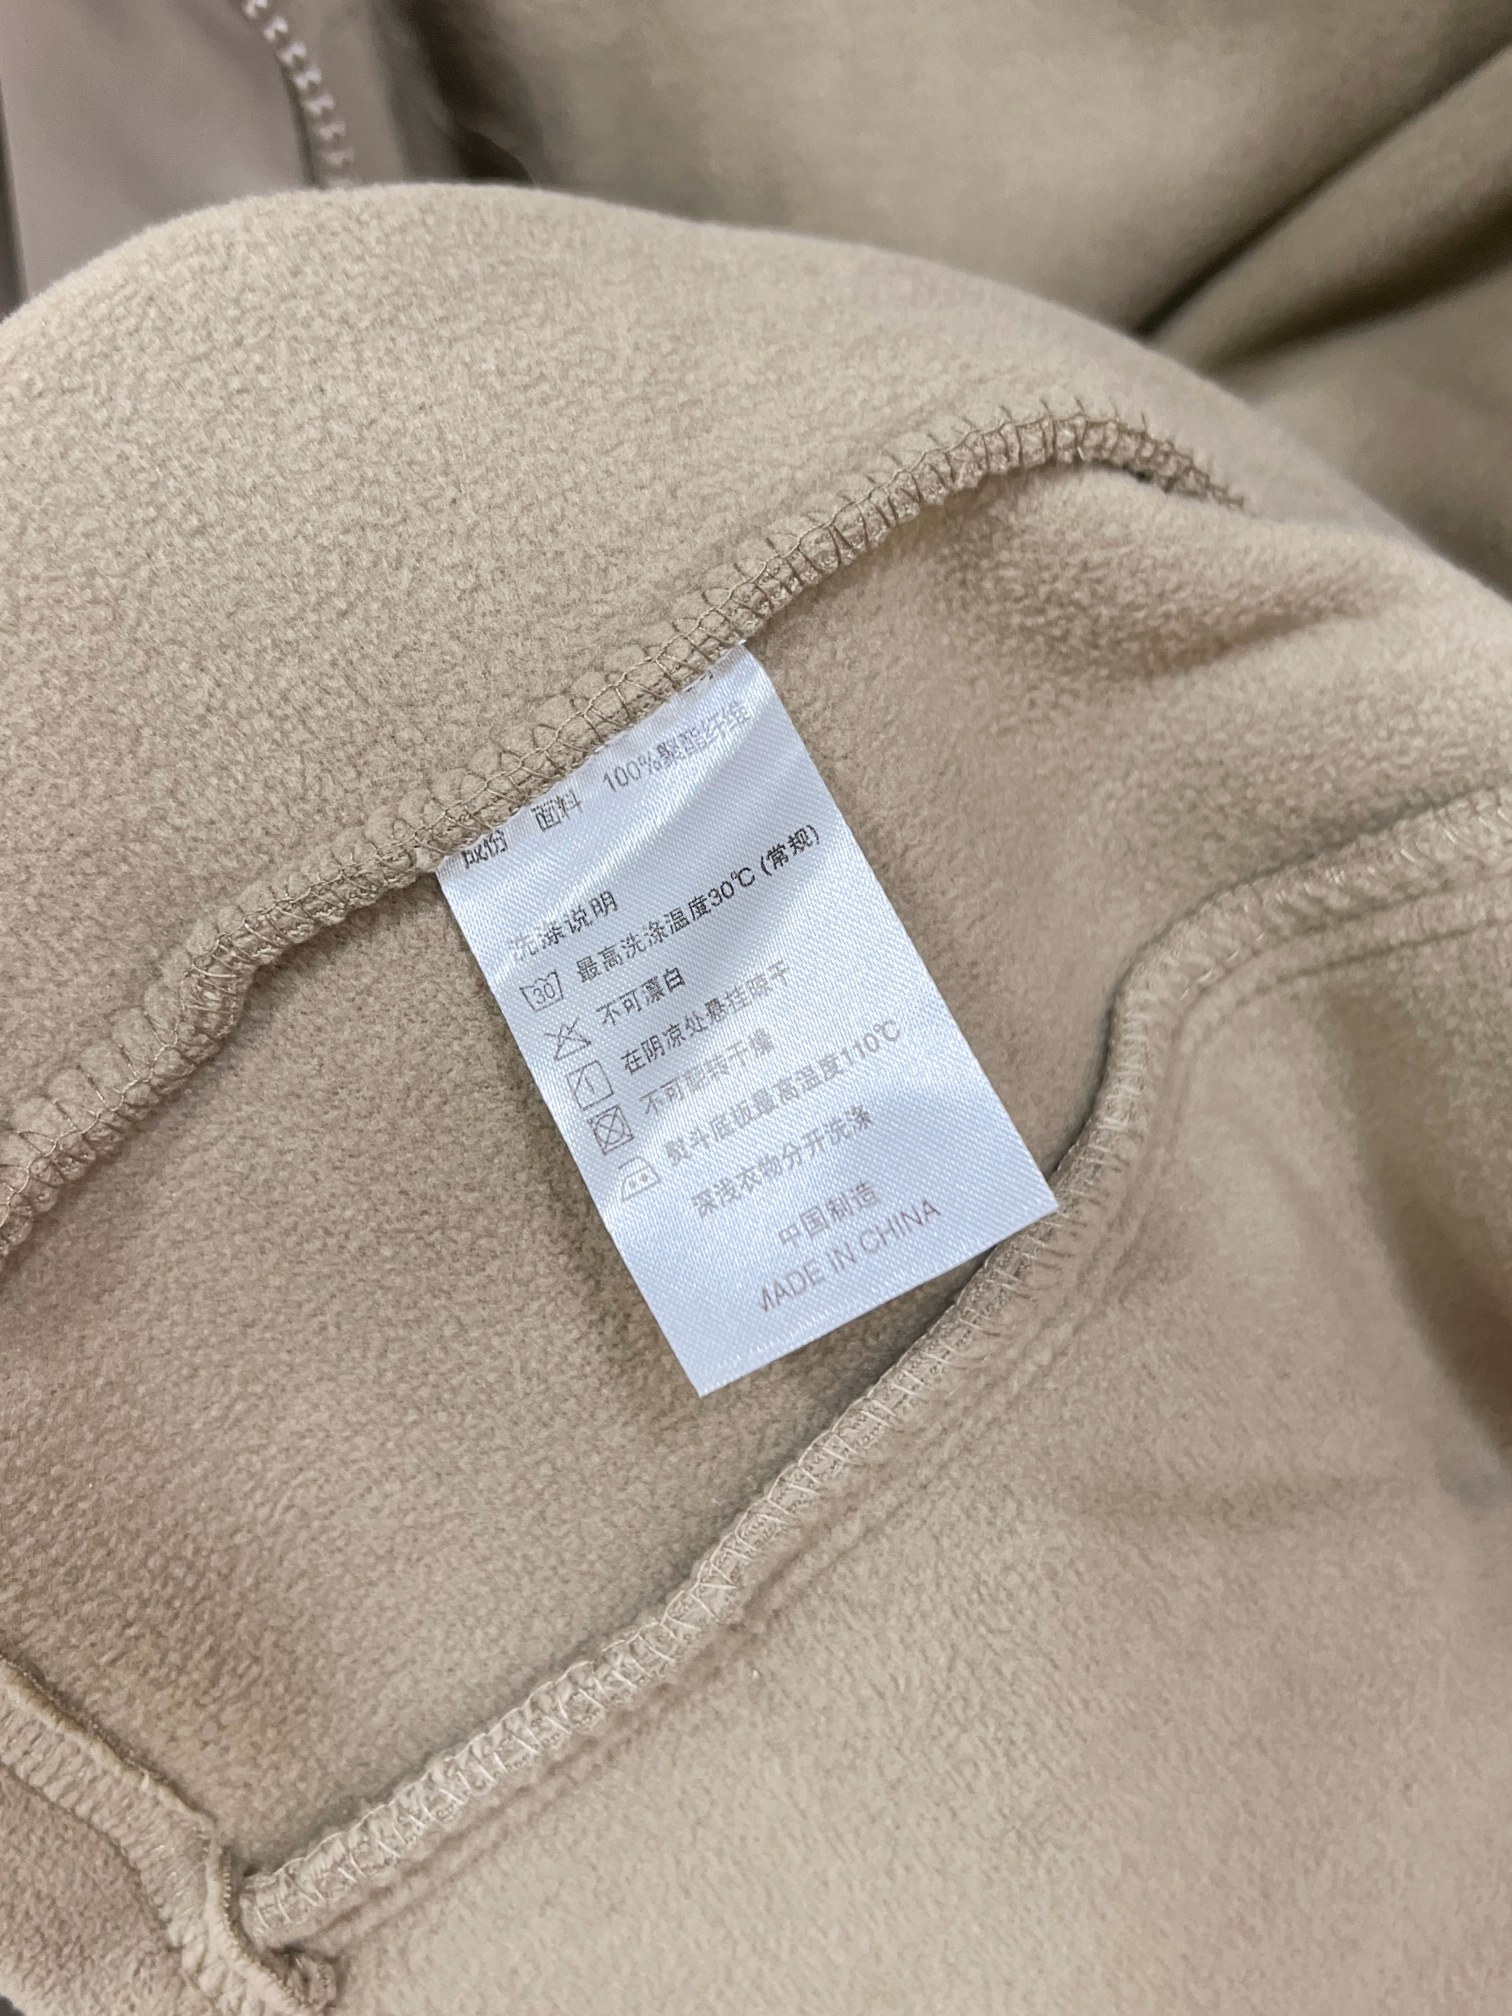 成份 面料 100%聚酯纤维
洗涤说明
30 最高洗涤温度30℃(常规)
不可漂白
在阴凉处悬挂晾干
不可翻转干燥
熨斗底板最高温度110℃
深浅衣物分开洗涤
中国制造
MADE IN CHINA